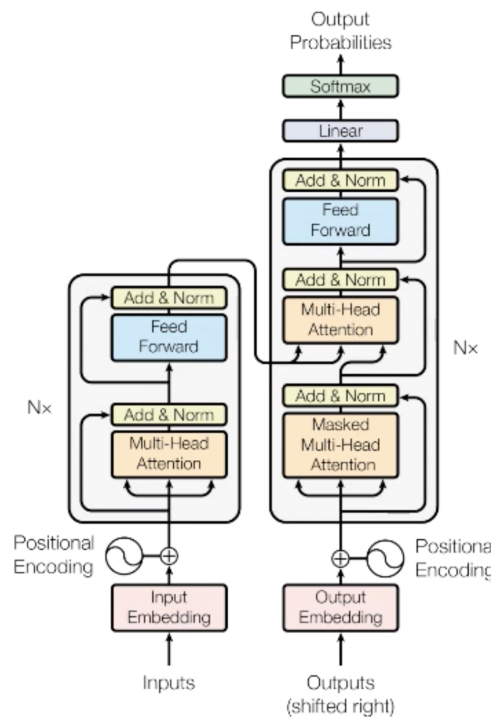 Output
Probabilities
Softmax
Linear
Add & Norm
Feed
Forward
Add & Norm
Multi-Head
Attention
Nx
Add & Norm
Masked
Multi-Head
Attention
Add & Norm
Feed
Forward
Nx
Add & Norm
Multi-Head
Attention
Positional
Encoding
Positiona
Encoding
Input
Embedding
Output
Embedding
Inputs
Outputs
(shifted right)